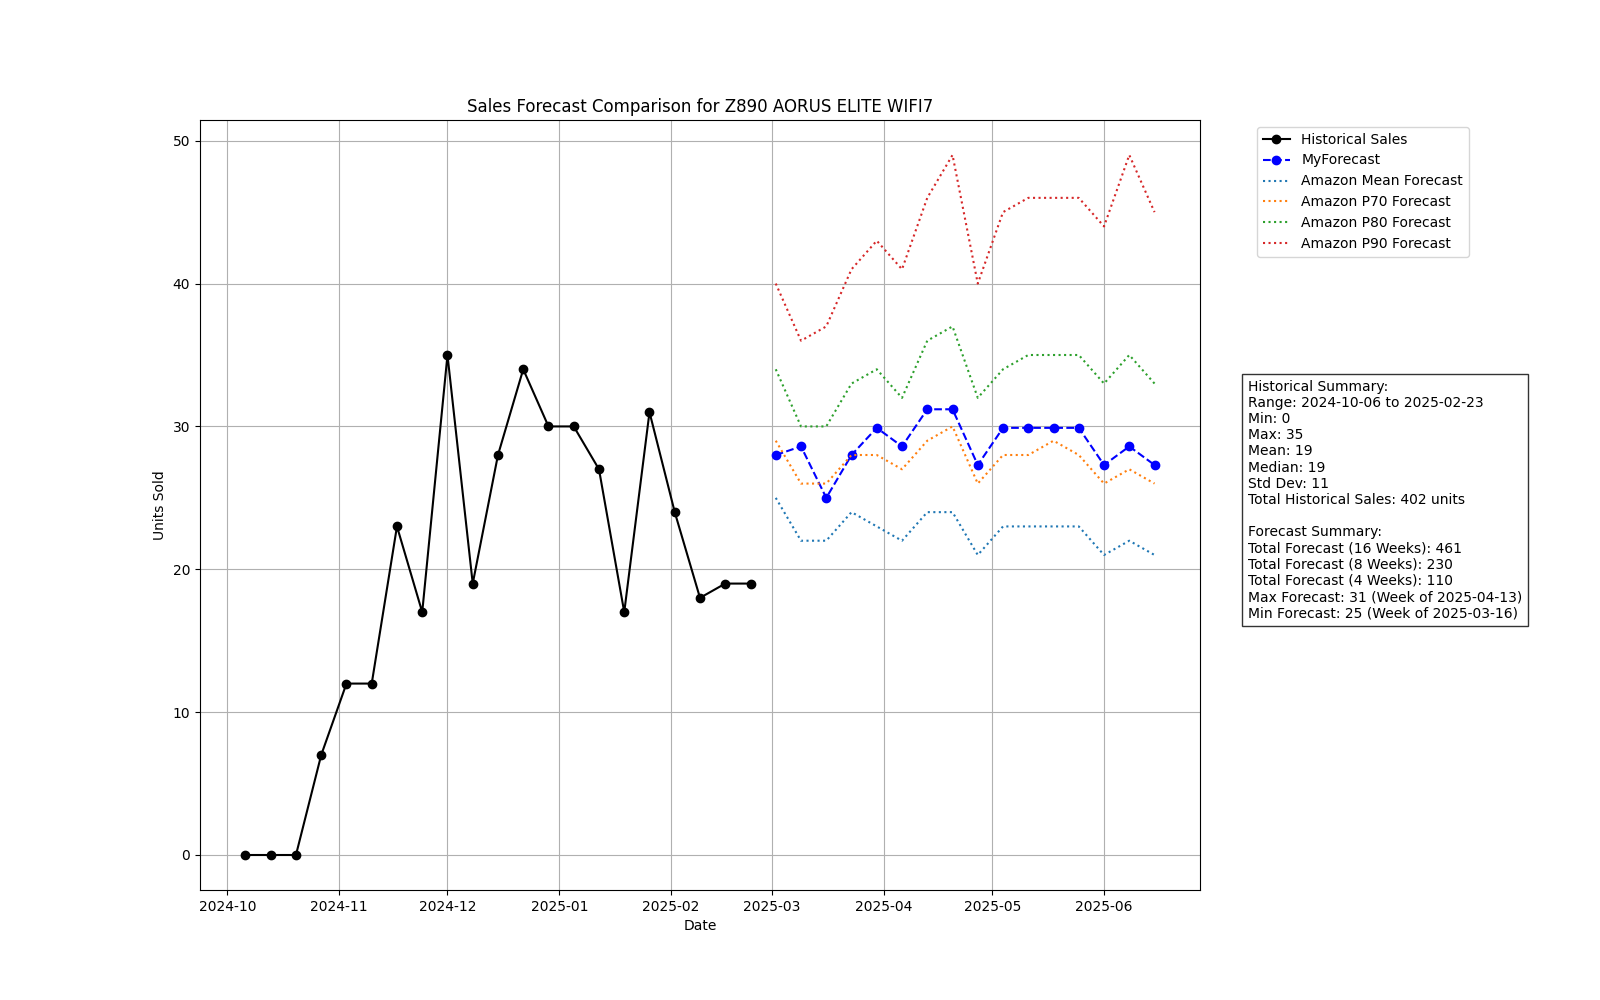 Sales Forecast Comparison for Z890 AORUS ELITE WIFI7
Units Sold
50
40
30
20
10
0
2024-10 2024-11 2024-12 2025-01 2025-02 2025-03 2025-04 2025-05 2025-06
Date
Historical Sales
MyForecast
Amazon Mean Forecast
Amazon P70 Forecast
Amazon P80 Forecast
Amazon P90 Forecast
Historical Summary:
Range: 2024-10-06 to 2025-02-23
Min: 0
Max: 35
Mean: 19
Median: 19
Std Dev: 11
Total Historical Sales: 402 units
Forecast Summary:
Total Forecast (16 Weeks): 461
Total Forecast (8 Weeks): 230
Total Forecast (4 Weeks): 110
Max Forecast: 31 (Week of 2025-04-13)
Min Forecast: 25 (Week of 2025-03-16)